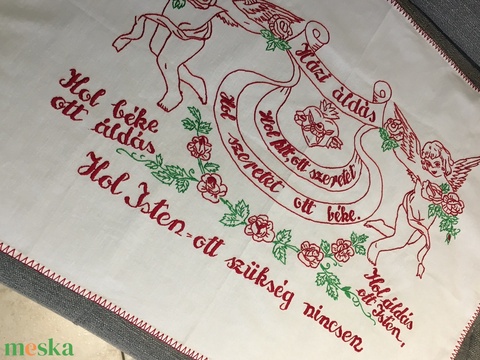 Házi áldás
Hol hit, ott szeretet
Hol szeretet ott béke.
Hol béke
ott áldás
Hol áldás
ott Isten,
Hol Isten-ott szükség nincsen
meska